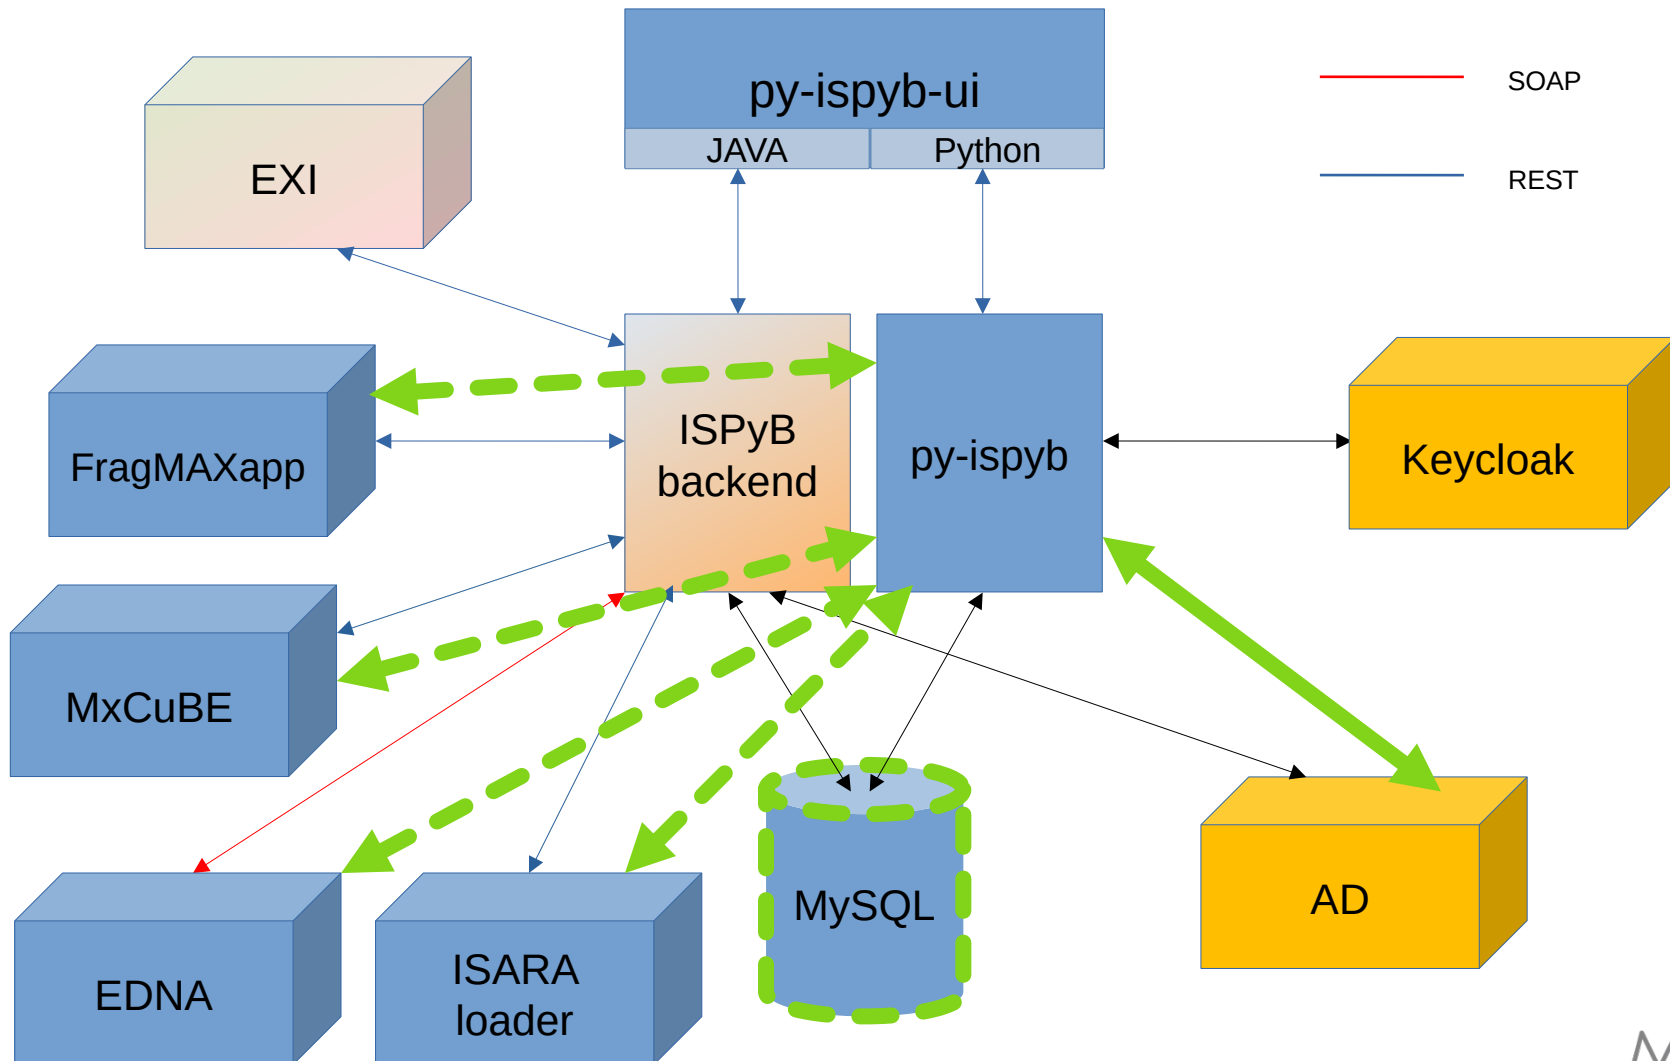 py-ispyb-ui
JAVA
Python
SOAP
REST
EXI
ISPyB
backend
py-ispyb
Keycloak
FragMAXapp
MxCuBE
MySQL
AD
EDNA
ISARA
loader